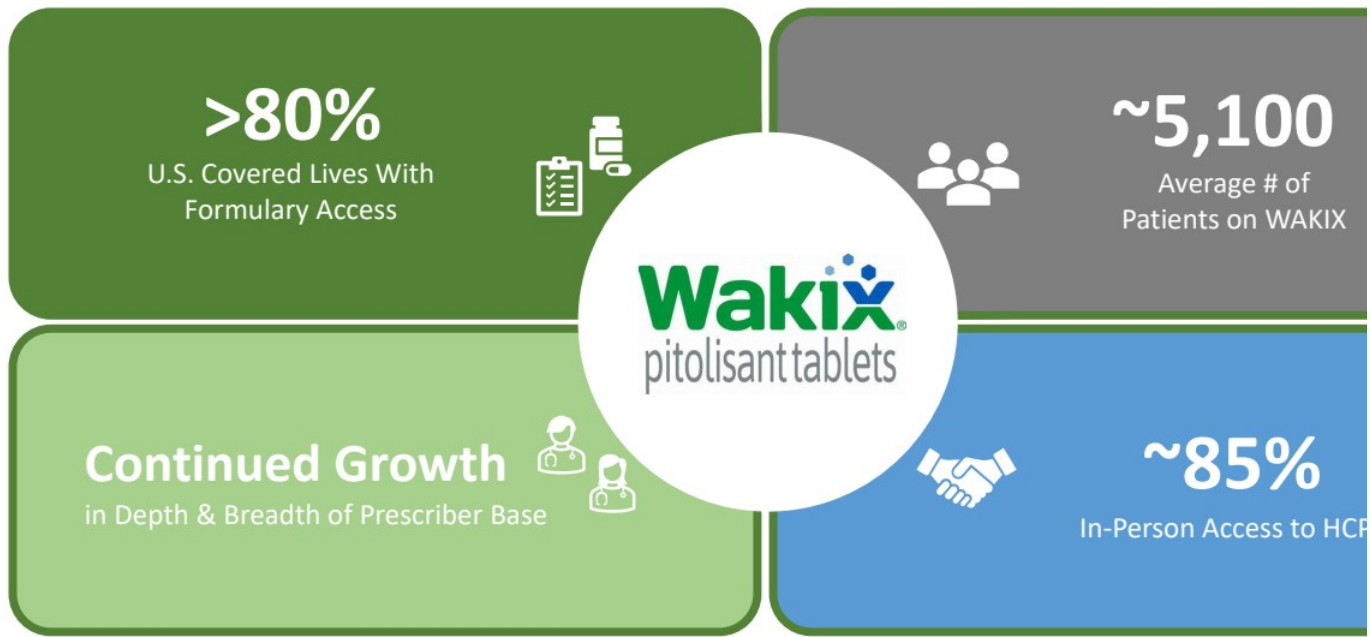 >80%
U.S. Covered Lives With
Formulary Access
~5,100
Average # of
Patients on WAKIX
Wakix®
pitolisant tablets
Continued Growth
in Depth & Breadth of Prescriber Base
~85%
In-Person Access to HCP